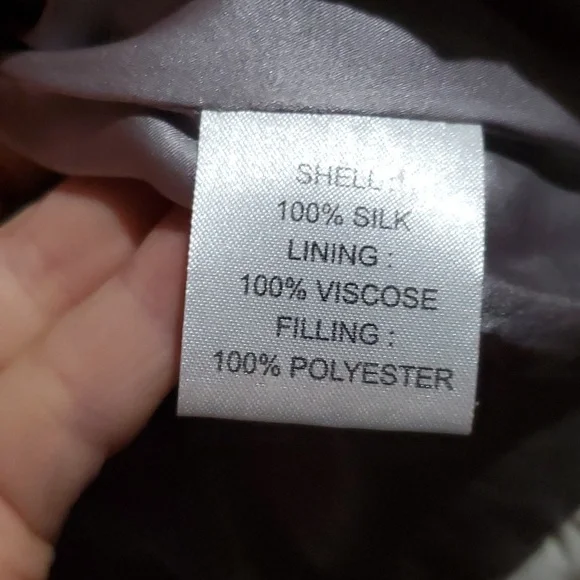 SHELL :
100% SILK
LINING :
100% VISCOSE
FILLING :
100% POLYESTER